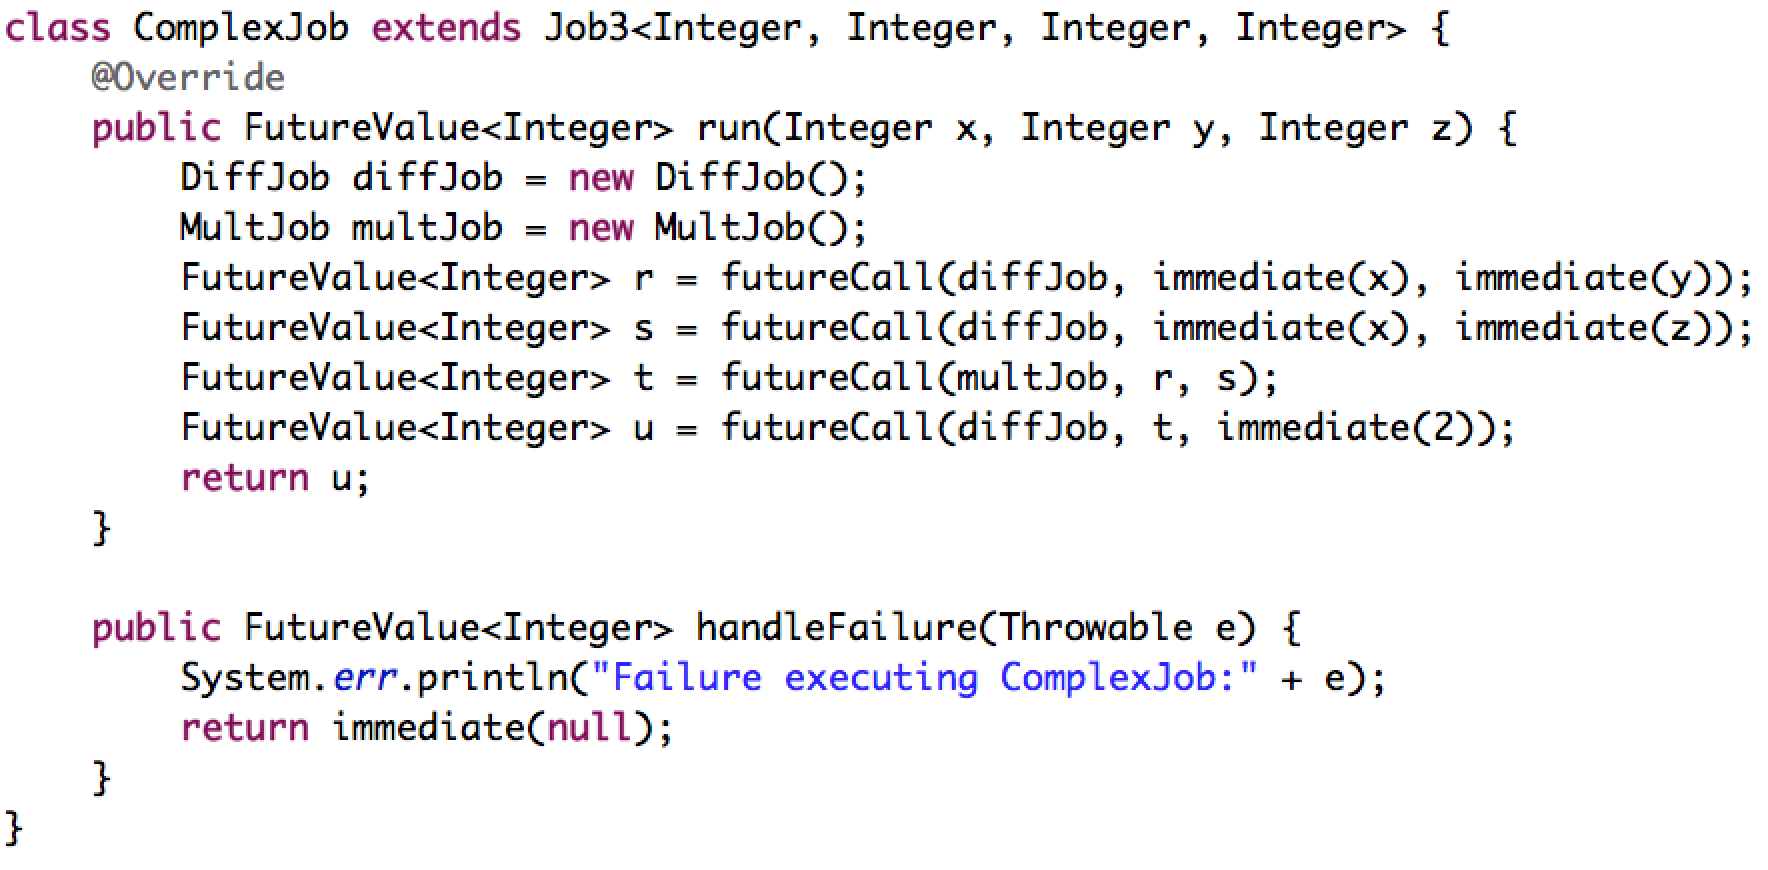 class ComplexJob extends Job3<Integer, Integer, Integer, Integer> {
    @Override
    public FutureValue<Integer> run(Integer x, Integer y, Integer z) {
        DiffJob diffJob = new DiffJob();
        MultJob multJob = new MultJob();
        FutureValue<Integer> r = futureCall(diffJob, immediate(x), immediate(y));
        FutureValue<Integer> s = futureCall(diffJob, immediate(x), immediate(z));
        FutureValue<Integer> t = futureCall(multJob, r, s);
        FutureValue<Integer> u = futureCall(diffJob, t, immediate(2));
        return u;
    }

    public FutureValue<Integer> handleFailure(Throwable e) {
        System.err.println("Failure executing ComplexJob:" + e);
        return immediate(null);
    }
}